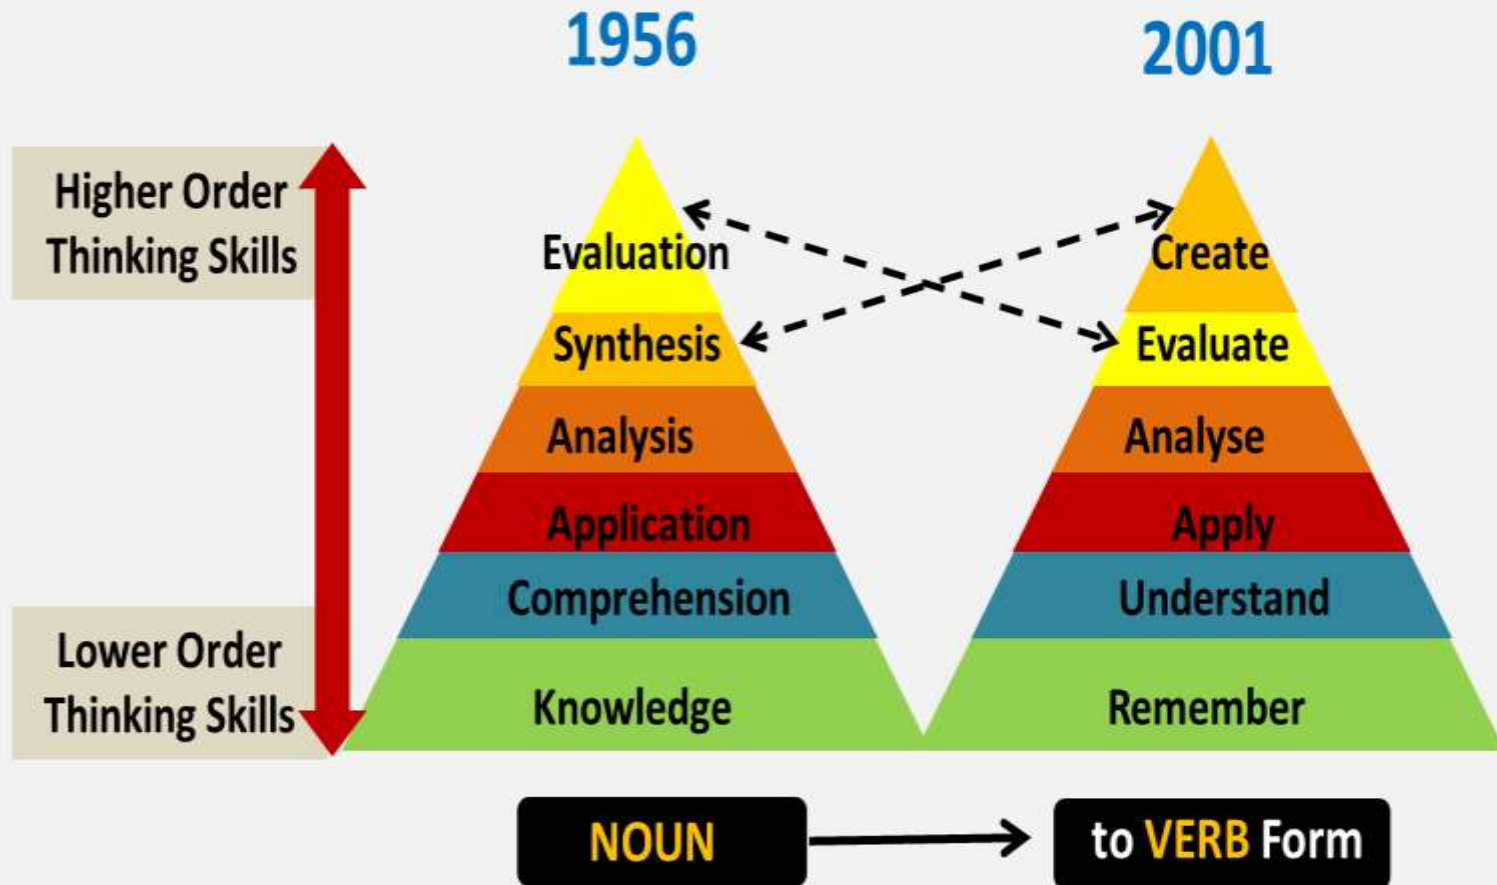 1956
2001
Higher Order
Thinking Skills
Evaluation
Create
Synthesis
Evaluate
Analysis
Analyse
Application
Apply
Comprehension
Understand
Lower Order
Thinking Skills
Knowledge
Remember
NOUN
to VERB Form